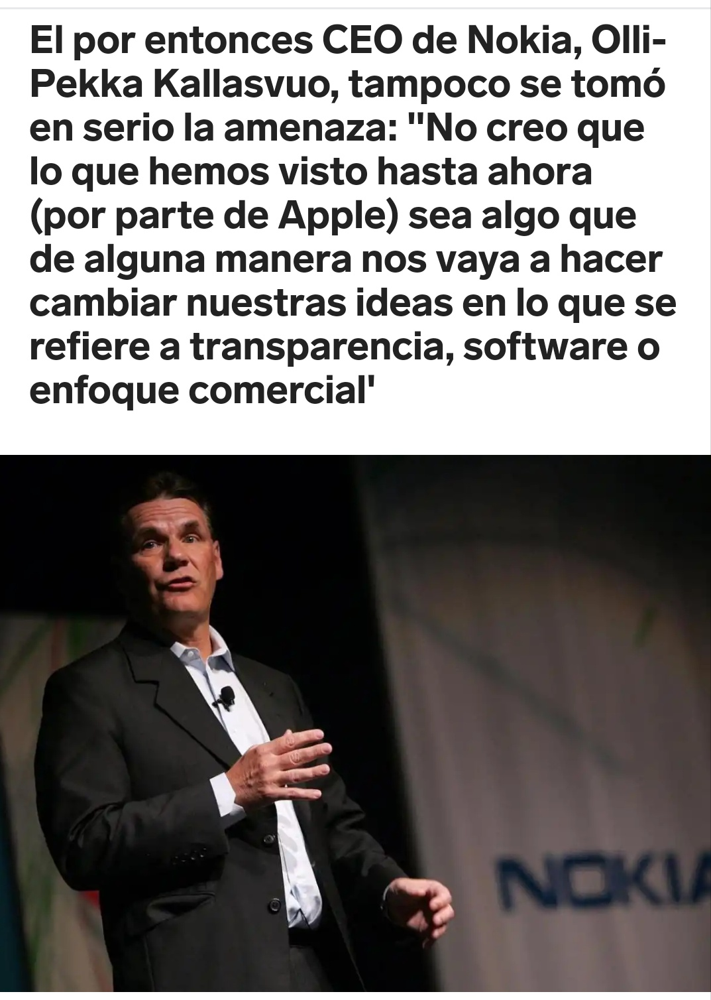 El por entonces CEO de Nokia, Olli-
Pekka Kallasvuo, tampoco se tomó
en serio la amenaza: "No creo que
lo que hemos visto hasta ahora
(por parte de Apple) sea algo que
de alguna manera nos vaya a hacer
cambiar nuestras ideas en lo que se
refiere a transparencia, software o
enfoque comercial'
NOKIA